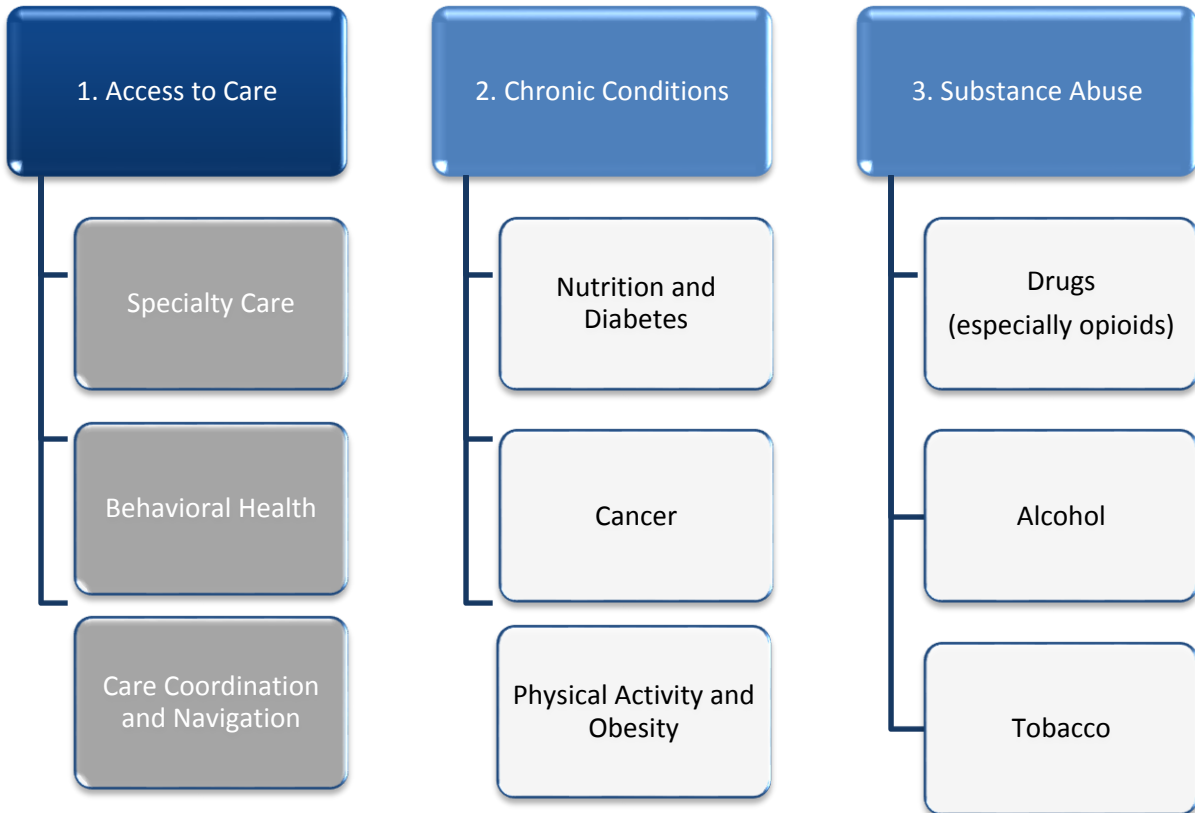 1. Access to Care
Specialty Care
Behavioral Health
Care Coordination
and Navigation
2. Chronic Conditions
Nutrition and
Diabetes
Cancer
Physical Activity and
Obesity
3. Substance Abuse
Drugs
(especially opioids)
Alcohol
Tobacco